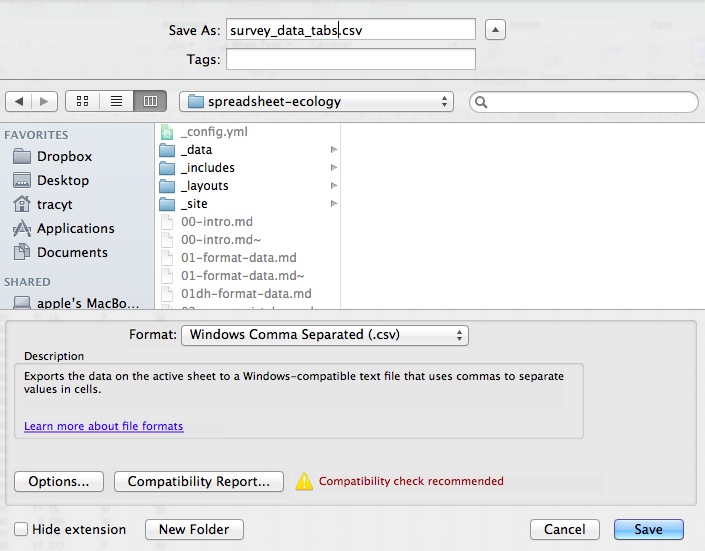 Save As: survey_data_tabs.csv
Tags:
spreadsheet-ecology
FAVORITES
Dropbox
Desktop
tracyt
Applications
Documents
SHARED
apple's MacBo...
_config.yml
_data
_includes
_layouts
_site
00-intro.md
00-intro.md~
01-format-data.md
01-format-data.md~
01dh-format-data.md
Format: Windows Comma Separated (.csv)
Description
Exports the data on the active sheet to a Windows-compatible text file that uses commas to separate
values in cells.
Learn more about file formats
Options...
Compatibility Report...
Compatibility check recommended
Hide extension
New Folder
Cancel
Save